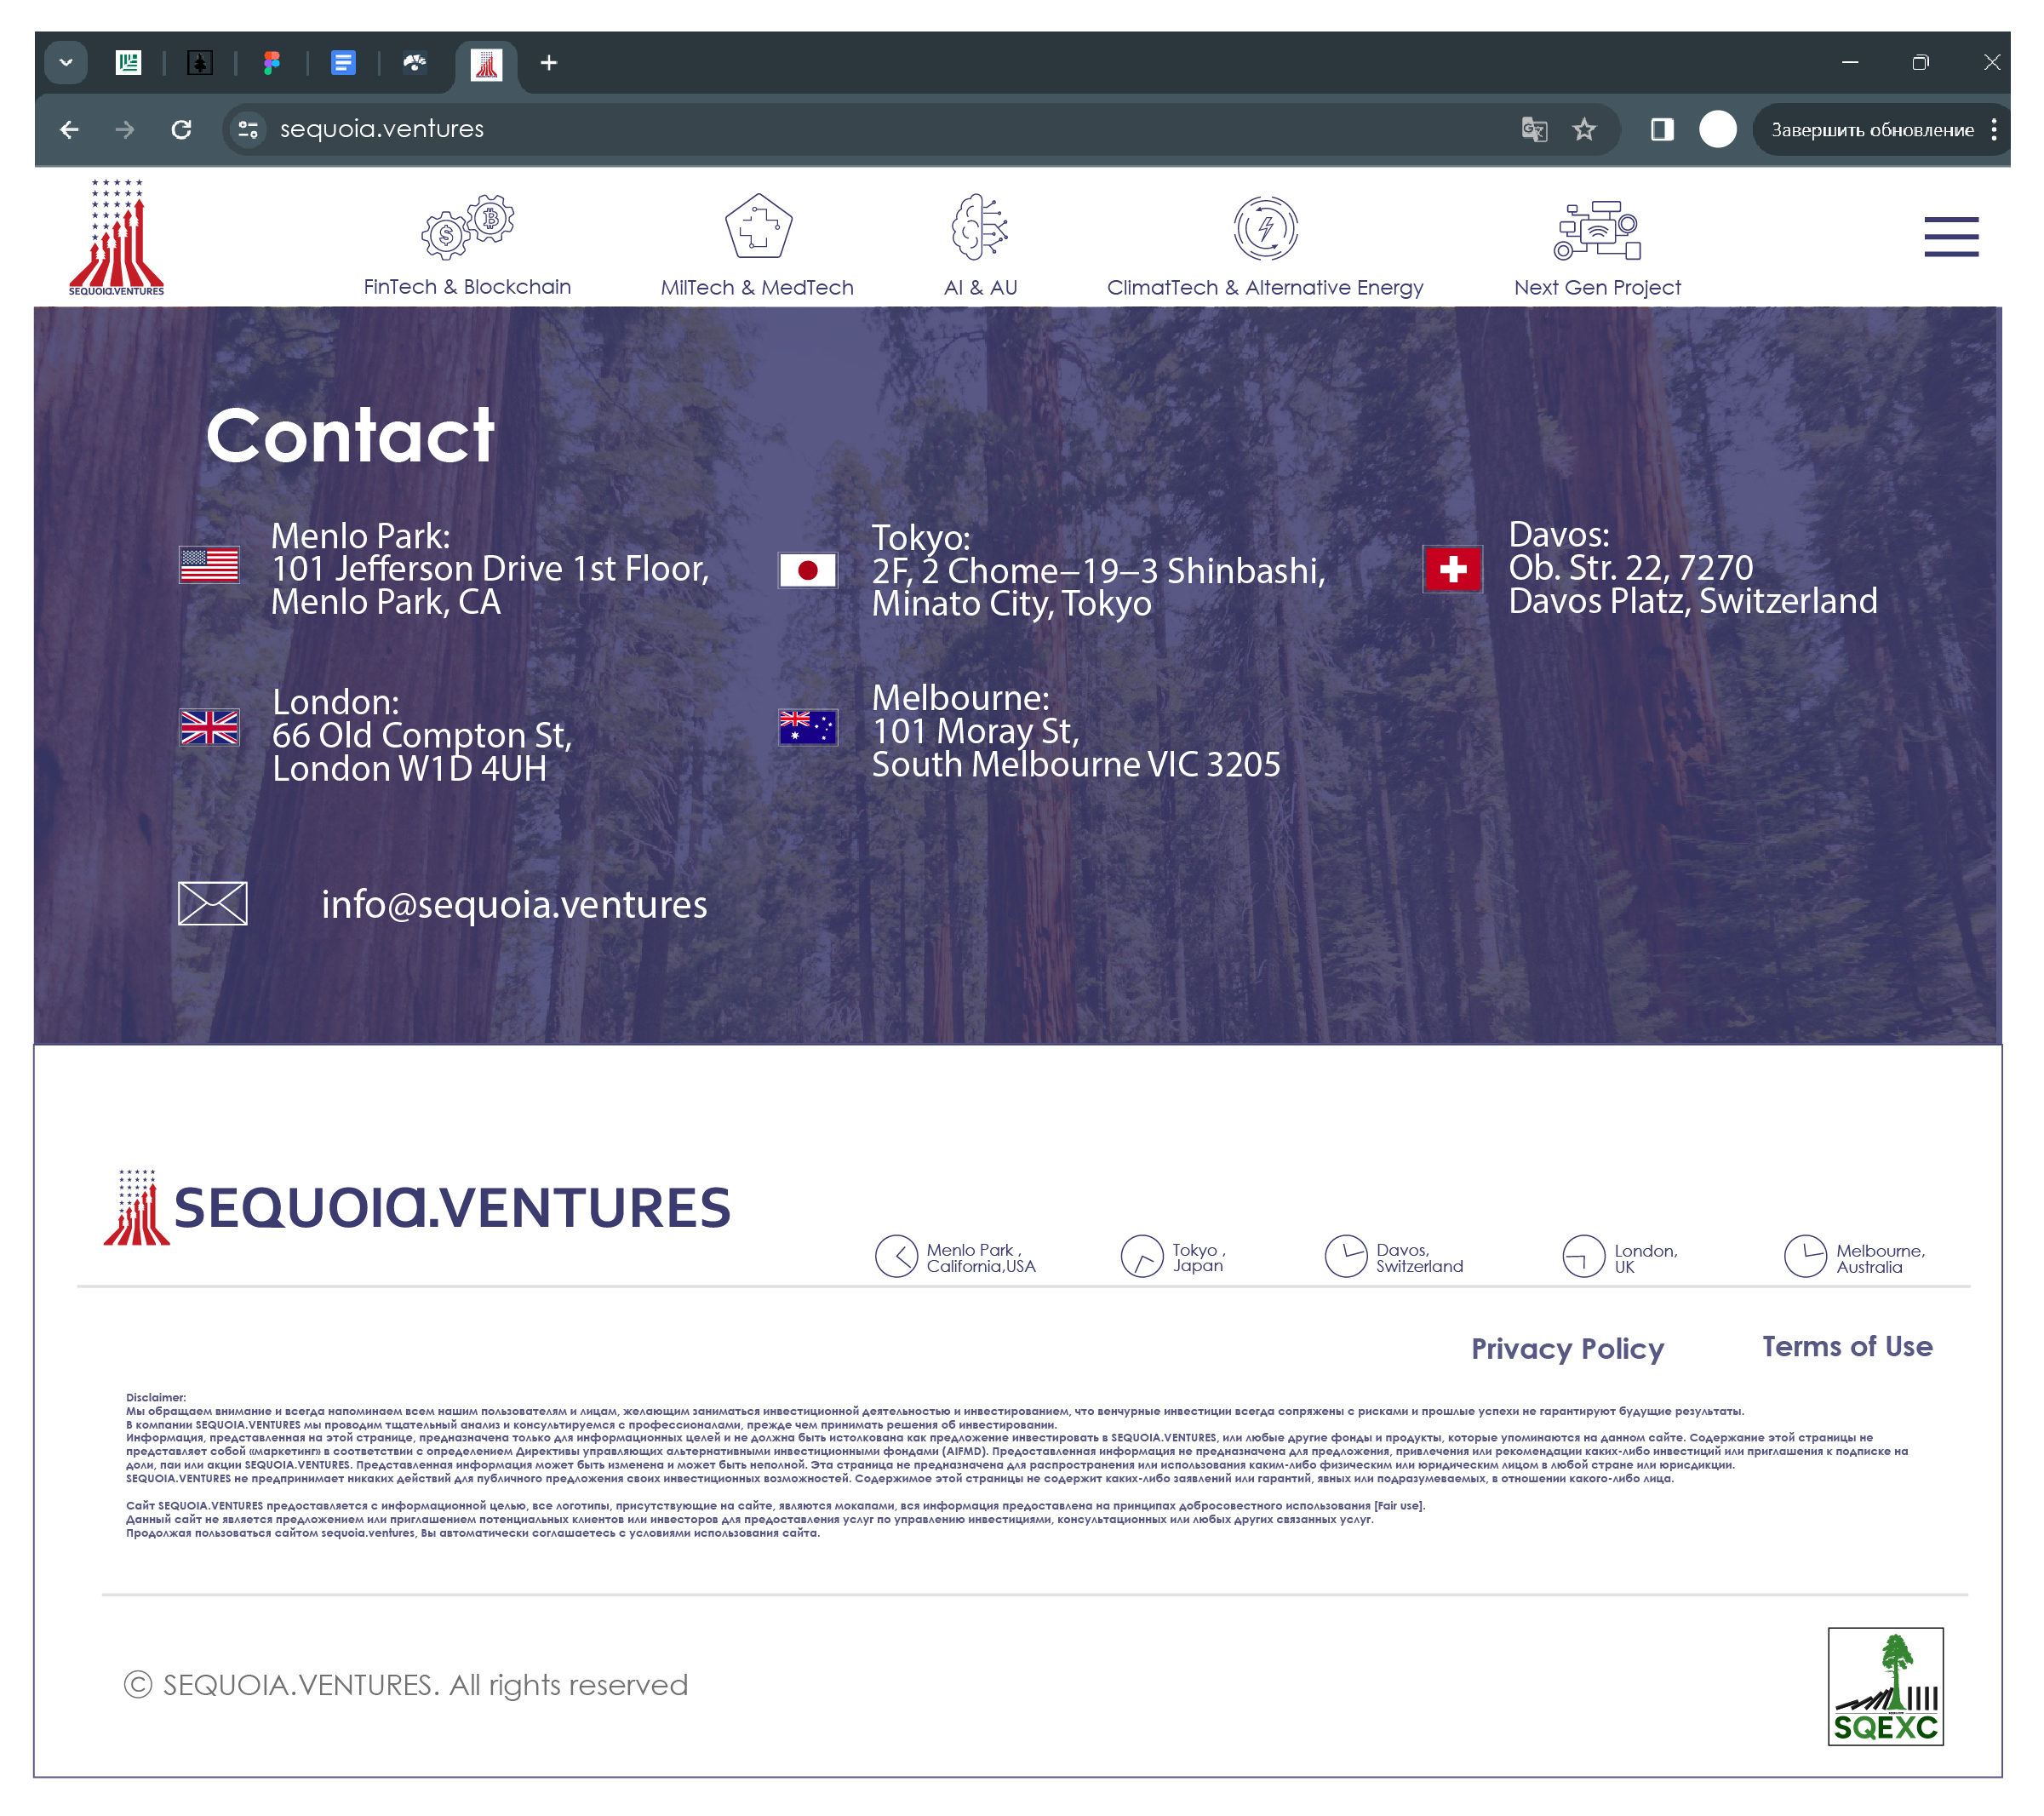 sequoia.ventures
Завершить обновление
SEQUOIA.VENTURES
FinTech & Blockchain
MilTech & MedTech
AI & AU
ClimatTech & Alternative Energy
Next Gen Project
Contact
Menlo Park:
101 Jefferson Drive 1st Floor,
Menlo Park, CA
Tokyo:
2F, 2 Chome–19–3 Shinbashi,
Minato City, Tokyo
Davos:
Ob. Str. 22, 7270
Davos Platz, Switzerland
London:
66 Old Compton St,
London W1D 4UH
Melbourne:
101 Moray St,
South Melbourne VIC 3205
info@sequoia.ventures
SEQUOIA.VENTURES
Menlo Park ,
California,USA
Tokyo ,
Japan
Davos,
Switzerland
London,
UK
Melbourne,
Australia
Privacy Policy
Terms of Use
Disclaimer:
Мы обращаем внимание и всегда напоминаем всем нашим пользователям и лицам, желающим заниматься инвестиционной деятельностью и инвестированием, что венчурные инвестиции всегда сопряжены с рисками и прошлые успехи не гарантируют будущие результаты.
В компании SEQUOIA.VENTURES мы проводим тщательный анализ и консультируемся с профессионалами, прежде чем принимать решения об инвестировании.
Информация, представленная на этой странице, предназначена только для информационных целей и не должна быть истолкована как предложение инвестировать в SEQUOIA.VENTURES, или любые другие фонды и продукты, которые упоминаются на данном сайте. Содержание этой страницы не
представляет собой «маркетинг» в соответствии с определением Директивы управляющих альтернативными инвестиционными фондами (AIFMD). Предоставленная информация не предназначена для предложения, привлечения или рекомендации каких-либо инвестиций или приглашения к подписке на
доли, паи или акции SEQUOIA.VENTURES. Представленная информация может быть изменена и может быть неполной. Эта страница не предназначена для распространения или использования каким-либо физическим или юридическим лицом в любой стране или юрисдикции.
SEQUOIA.VENTURES не предпринимает никаких действий для публичного предложения своих инвестиционных возможностей. Содержимое этой страницы не содержит каких-либо заявлений или гарантий, явных или подразумеваемых, в отношении какого-либо лица.
Сайт SEQUOIA.VENTURES предоставляется с информационной целью, все логотипы, присутствующие на сайте, являются мокапами, вся информация предоставлена на принципах добросовестного использования [Fair use].
Данный сайт не является предложением или приглашением потенциальных клиентов или инвесторов для предоставления услуг по управлению инвестициями, консультационных или любых других связанных услуг.
Продолжая пользоваться сайтом sequoia.ventures, Вы автоматически соглашаетесь с условиями использования сайта.
© SEQUOIA.VENTURES. All rights reserved
SQEXC